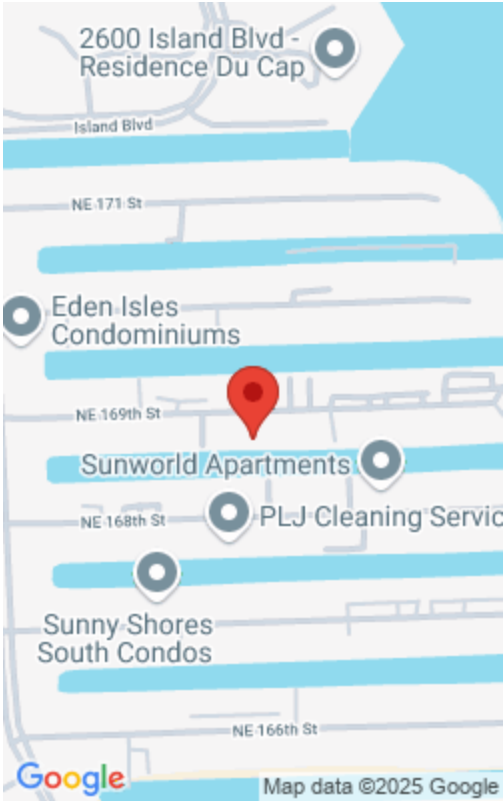 2600 Island Blvd -
Residence Du Cap
Island Blvd
NE 171 St
Eden Isles
Condominiums
NE 169th St
Sunworld Apartments
NE 168th St
PLJ Cleaning Servic
Sunny Shores
South Condos
NE 166th St
Google
Map data ©2025 Google